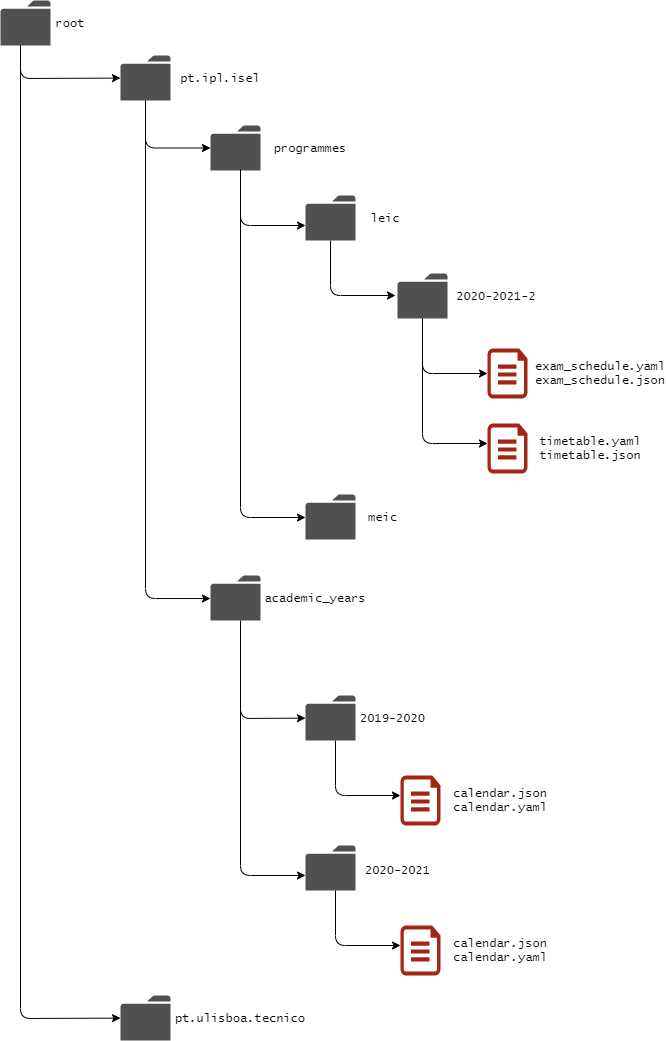 root
pt.ipl.isel
programmes
leic
2020-2021-2
exam_schedule.yaml
exam_schedule.json
timetable.yaml
timetable.json
meic
academic_years
2019-2020
calendar.json
calendar.yaml
2020-2021
calendar.json
calendar.yaml
pt.ulisboa.tecnico